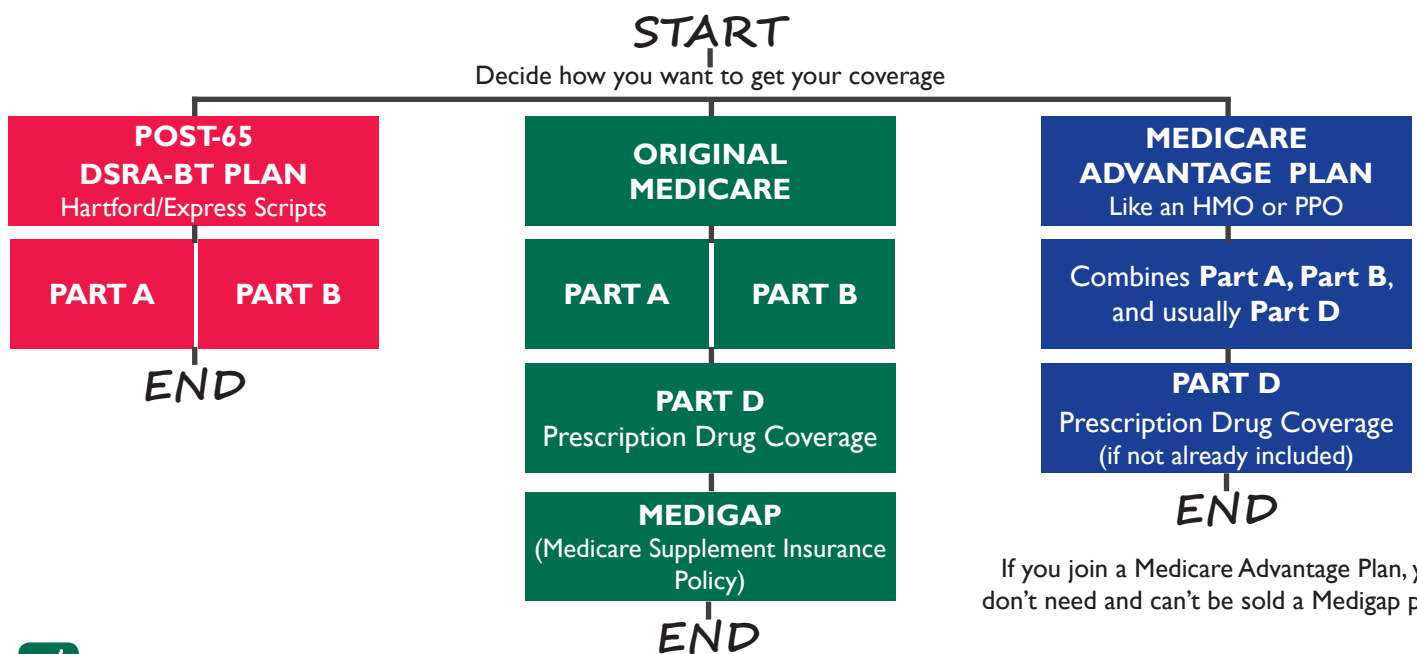 START
Decide how you want to get your coverage
POST-65
DSRA-BT PLAN
Hartford/Express Scripts
PART A
PART B
END
ORIGINAL
MEDICARE
PART A
PART B
PART D
Prescription Drug Coverage
MEDIGAP
(Medicare Supplement Insurance
Policy)
END
MEDICARE
ADVANTAGE PLAN
Like an HMO or PPO
Combines Part A, Part B,
and usually Part D
PART D
Prescription Drug Coverage
(if not already included)
END
If you join a Medicare Advantage Plan,
don't need and can't be sold a Medigap